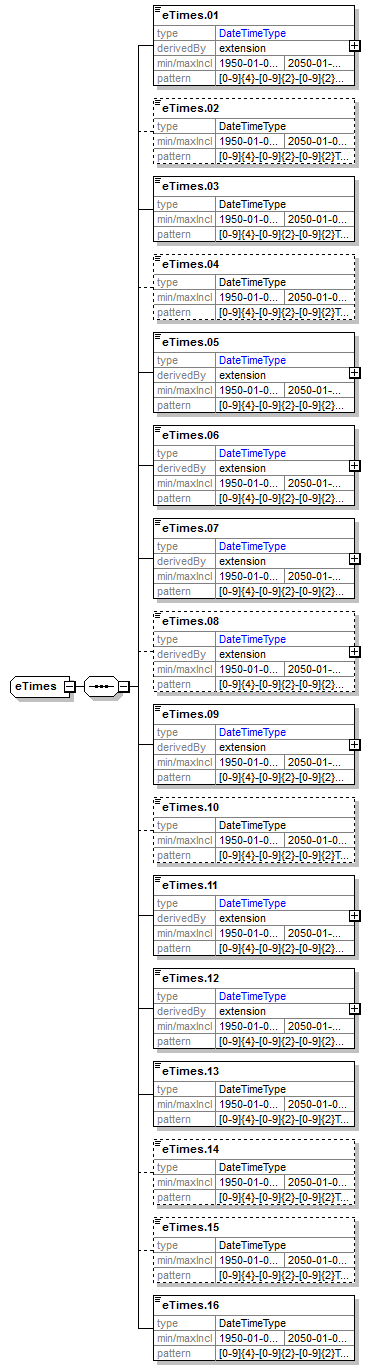 eTimes.01
type DateTimeType
derivedBy extension
min/maxIncl 1950-01-0... 2050-01-...
pattern [0-9]{4}-[0-9]{2}-[0-9]{2}...
eTimes.02
type DateTimeType
min/maxIncl 1950-01-0... 2050-01-0...
pattern [0-9]{4}-[0-9]{2}-[0-9]{2}T...
eTimes.03
type DateTimeType
min/maxIncl 1950-01-0... 2050-01-0...
pattern [0-9]{4}-[0-9]{2}-[0-9]{2}T...
eTimes.04
type DateTimeType
min/maxIncl 1950-01-0... 2050-01-0...
pattern [0-9]{4}-[0-9]{2}-[0-9]{2}T...
eTimes.05
type DateTimeType
derivedBy extension
min/maxIncl 1950-01-0... 2050-01-...
pattern [0-9]{4}-[0-9]{2}-[0-9]{2}...
eTimes.06
type DateTimeType
derivedBy extension
min/maxIncl 1950-01-0... 2050-01-...
pattern [0-9]{4}-[0-9]{2}-[0-9]{2}...
eTimes.07
type DateTimeType
derivedBy extension
min/maxIncl 1950-01-0... 2050-01-...
pattern [0-9]{4}-[0-9]{2}-[0-9]{2}...
eTimes.08
type DateTimeType
derivedBy extension
min/maxIncl 1950-01-0... 2050-01-...
pattern [0-9]{4}-[0-9]{2}-[0-9]{2}...
eTimes
eTimes.09
type DateTimeType
derivedBy extension
min/maxIncl 1950-01-0... 2050-01-...
pattern [0-9]{4}-[0-9]{2}-[0-9]{2}...
eTimes.10
type DateTimeType
min/maxIncl 1950-01-0... 2050-01-0...
pattern [0-9]{4}-[0-9]{2}-[0-9]{2}T...
eTimes.11
type DateTimeType
derivedBy extension
min/maxIncl 1950-01-0... 2050-01-...
pattern [0-9]{4}-[0-9]{2}-[0-9]{2}...
eTimes.12
type DateTimeType
derivedBy extension
min/maxIncl 1950-01-0... 2050-01-...
pattern [0-9]{4}-[0-9]{2}-[0-9]{2}...
eTimes.13
type DateTimeType
min/maxIncl 1950-01-0... 2050-01-0...
pattern [0-9]{4}-[0-9]{2}-[0-9]{2}T...
eTimes.14
type DateTimeType
min/maxIncl 1950-01-0... 2050-01-0...
pattern [0-9]{4}-[0-9]{2}-[0-9]{2}T...
eTimes.15
type DateTimeType
min/maxIncl 1950-01-0... 2050-01-0...
pattern [0-9]{4}-[0-9]{2}-[0-9]{2}T...
eTimes.16
type DateTimeType
min/maxIncl 1950-01-0... 2050-01-0...
pattern [0-9]{4}-[0-9]{2}-[0-9]{2}T...